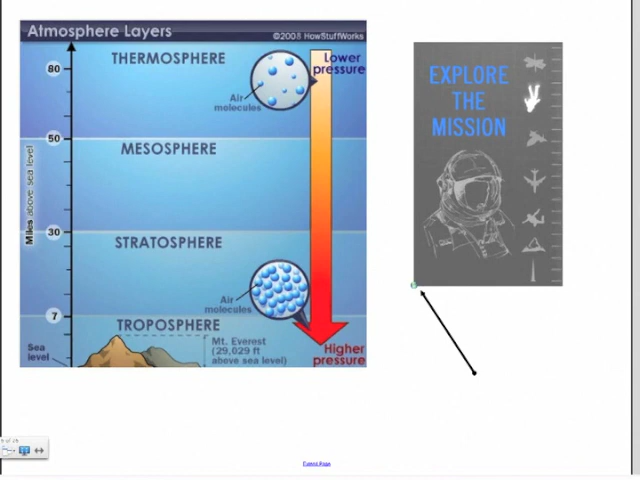 Atmosphere Layers
©2008 HowStuffWorks
THERMOSPHERE
Lower
pressure
80
Air
molecules
50
MESOSPHERE
Miles above sea level
30
STRATOSPHERE
Air
molecules
7
TROPOSPHERE
Sea
level
Mt. Everest
(29,029 ft
above sea level)
Higher
pressure
EXPLORE
THE
MISSION